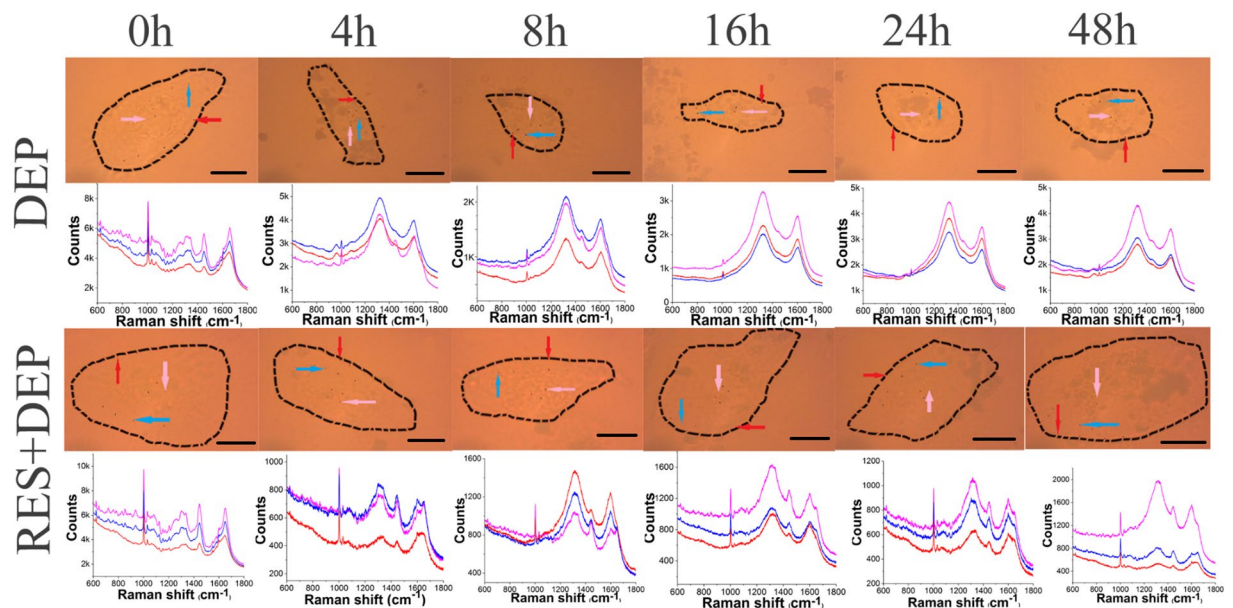 0h 4h 8h 16h 24h 48h
DEP
Counts
8k
6k
4k
2k
600 800 1000 1200 1400 1600 1800
Raman shift (cm-1)
Counts
5k
4k
3k
2k
1k
600 800 1000 1200 1400 1600 1800
Raman shift (cm-1)
Counts
2K
1K
600 800 1000 1200 1400 1600 1800
Raman shift (cm-1)
Counts
3k
2k
1k
0
600 800 1000 1200 1400 1600 1800
Raman shift (cm-1)
Counts
5k
4k
3k
2k
1k
600 800 1000 1200 1400 1600 1800
Raman shift (cm-1)
Counts
5k
4k
3k
2k
1k
600 800 1000 1200 1400 1600 1800
Raman shift (cm-1)
RES+DEP
Counts
10k
8k
6k
4k
2k
600 800 1000 1200 1400 1600 1800
Raman shift (cm-1)
Counts
1000
800
600
400
200
600 800 1000 1200 1400 1600 1800
Raman shift (cm-1)
Counts
1600
1200
800
400
600 800 1000 1200 1400 1600 1800
Raman shift (cm-1)
Counts
1600
1200
800
400
600 800 1000 1200 1400 1600 1800
Raman shift (cm-1)
Counts
1200
1000
800
600
400
200
600 800 1000 1200 1400 1600 1800
Raman shift (cm-1)
Counts
2000
1600
1200
800
400
600 800 1000 1200 1400 1600 1800
Raman shift (cm-1)